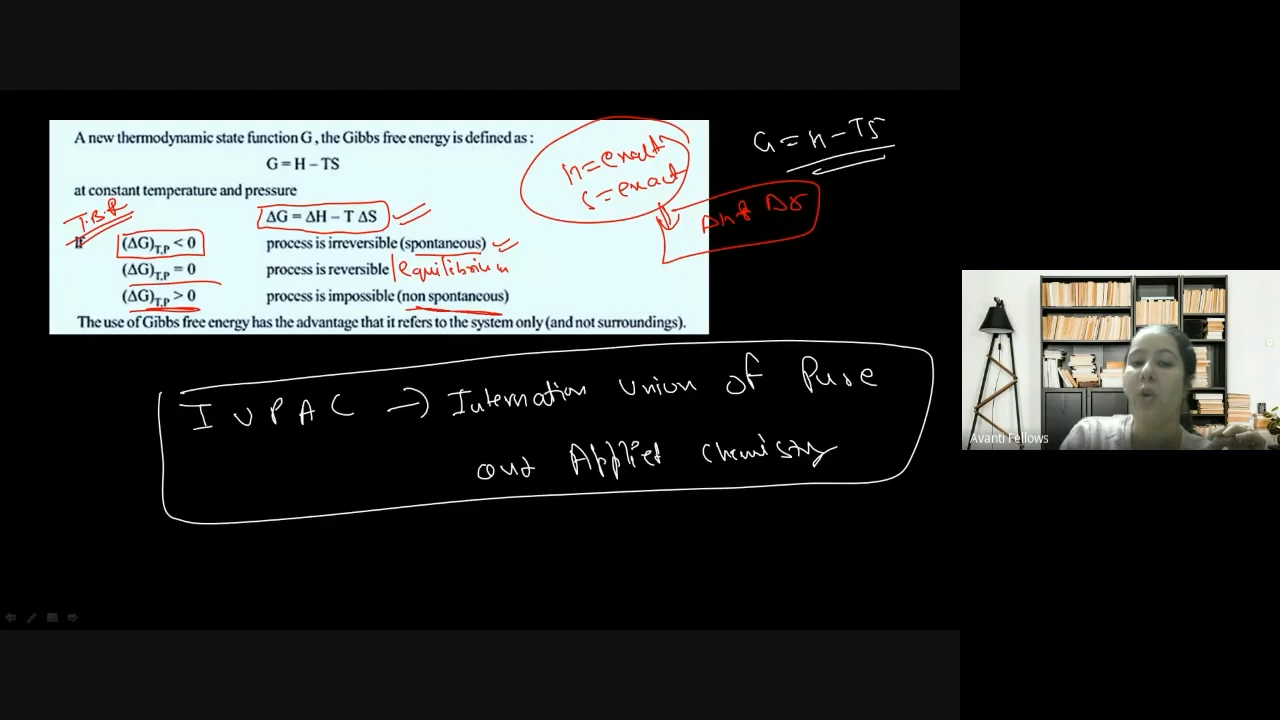 A new thermodynamic state function G , the Gibbs free energy is defined as :
G = H – TS
at constant temperature and pressure
T.B.P
ΔG = ΔH – T ΔS
If (ΔG)T,P < 0 process is irreversible (spontaneous)
(ΔG)T,P = 0 process is reversible / equilibrium
(ΔG)T,P > 0 process is impossible (non spontaneous)
The use of Gibbs free energy has the advantage that it refers to the system only (and not surroundings).
H = exact
S = exact
G = H – TS
IUPAC → Internation Union of Pure
and Applied Chemistry
Avanti Fellows